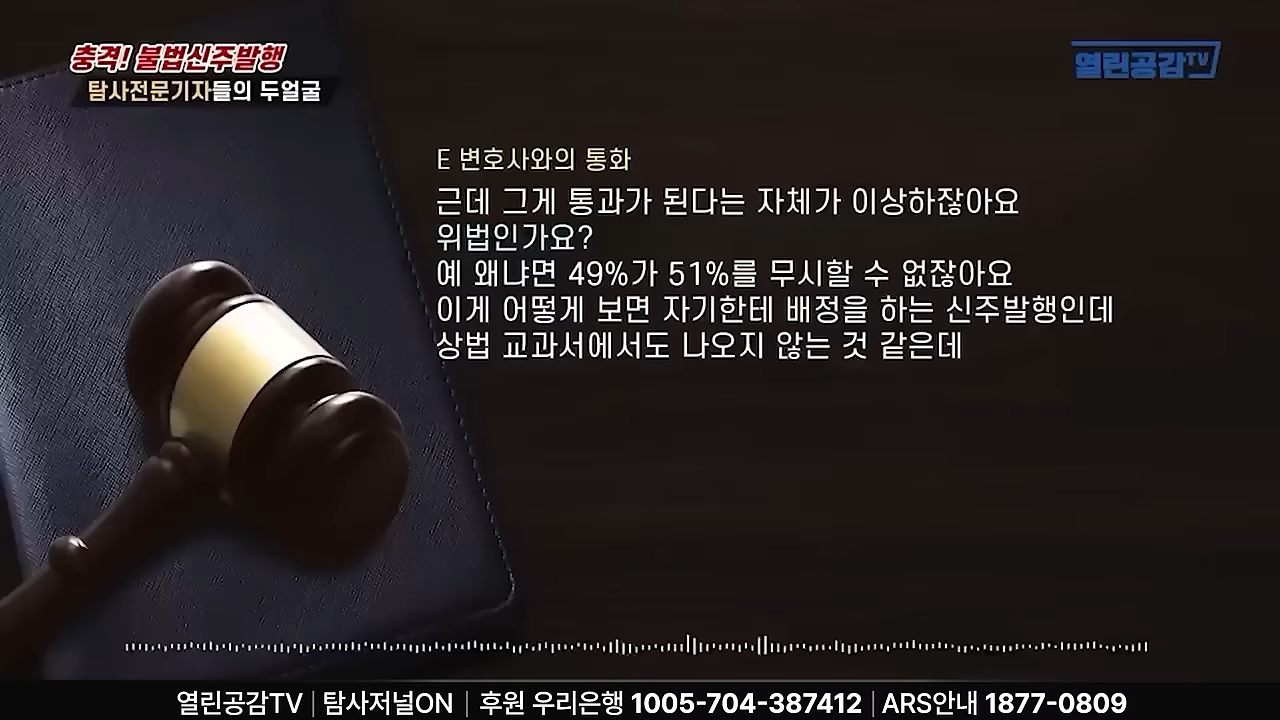 충격! 불법신주발행
탐사전문기자들의 두얼굴
열린공감TV
E 변호사와의 통화
근데 그게 통과가 된다는 자체가 이상하잖아요
위법인가요?
예 왜냐면 49%가 51%를 무시할 수 없잖아요
이게 어떻게 보면 자기한테 배정을 하는 신주발행인데
상법 교과서에서도 나오지 않는 것 같은데
열린공감TV | 탐사저널ON | 후원 우리은행 1005-704-387412 | ARS안내 1877-0809